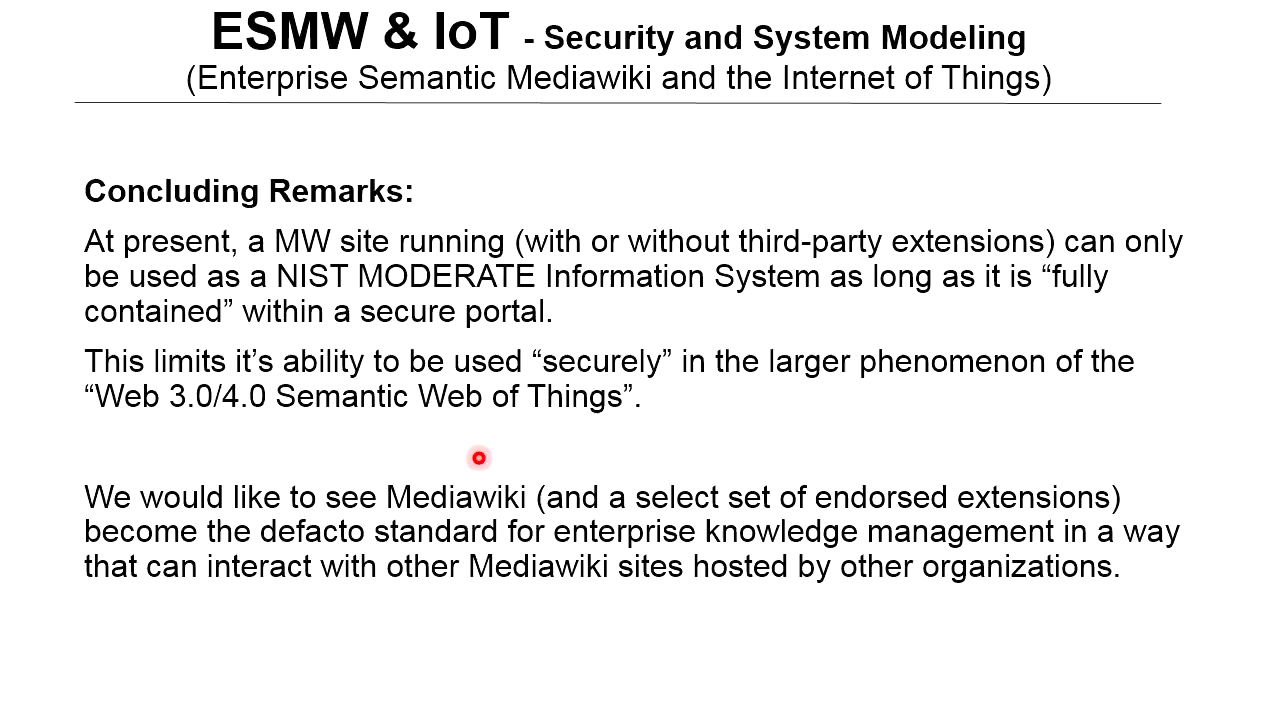 ESMW & IoT - Security and System Modeling
(Enterprise Semantic Mediawiki and the Internet of Things)
Concluding Remarks:
At present, a MW site running (with or without third-party extensions) can only
be used as a NIST MODERATE Information System as long as it is “fully
contained” within a secure portal.
This limits it’s ability to be used “securely” in the larger phenomenon of the
“Web 3.0/4.0 Semantic Web of Things”.
We would like to see Mediawiki (and a select set of endorsed extensions)
become the defacto standard for enterprise knowledge management in a way
that can interact with other Mediawiki sites hosted by other organizations.